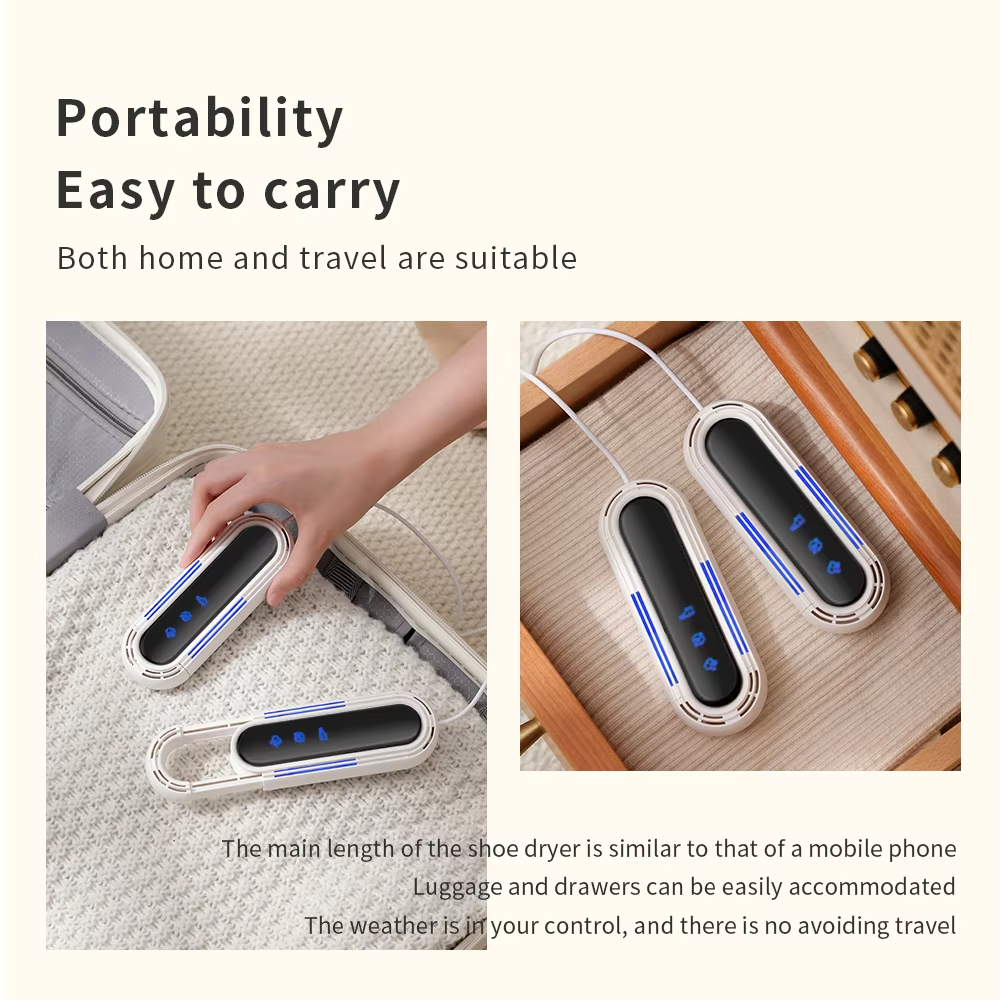 Portability
Easy to carry
Both home and travel are suitable
The main length of the shoe dryer is similar to that of a mobile phone
Luggage and drawers can be easily accommodated
The weather is in your control, and there is no avoiding travel